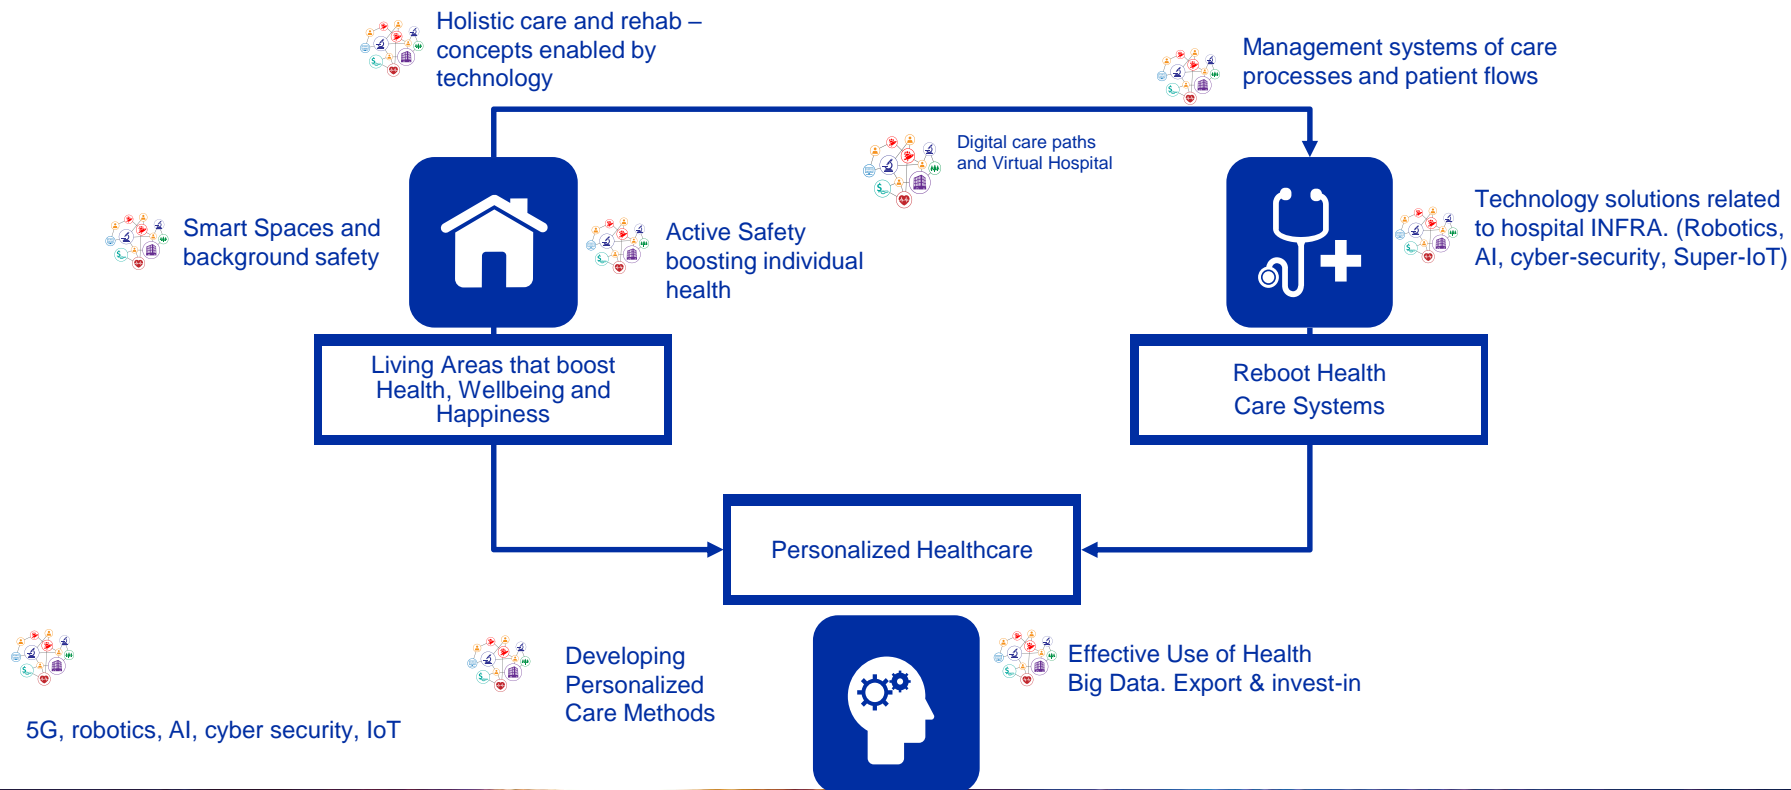 Holistic care and rehab –
concepts enabled by
technology
Management systems of care
processes and patient flows
Digital care paths
and Virtual Hospital
Smart Spaces and
background safety
Active Safety
boosting individual
health
Technology solutions related
to hospital INFRA. (Robotics,
AI, cyber-security, Super-IoT)
Living Areas that boost
Health, Wellbeing and
Happiness
Reboot Health
Care Systems
Personalized Healthcare
Developing
Personalized
Care Methods
Effective Use of Health
Big Data. Export & invest-in
5G, robotics, AI, cyber security, IoT